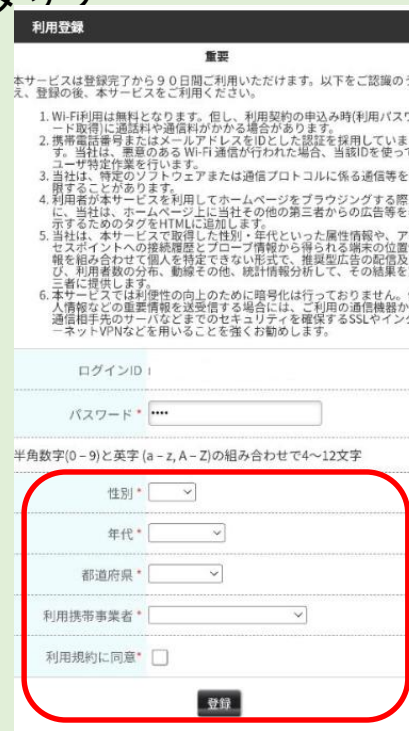 利用登録
重要
本サービスは登録完了から90日間ご利用いただけます。以下をご認識の
え、登録の後、本サービスをご利用ください。
1. Wi-Fi利用は無料となります。但し、利用契約の申込み時(利用パス
ード取得)に通話料や通信料がかかる場合があります。
2. 携帯電話番号またはメールアドレスをIDとした認証を採用していま
す。当社は、悪意のある Wi-Fi 通信が行われた場合、当該IDを使っ
ユーザ特定作業を行います。
3. 当社は、特定のソフトウェアまたは通信プロトコルに係る通信等を
限することがあります。
4. 利用者が本サービスを利用してホームページをブラウジングする際
に、当社は、ホームページ上に当社その他の第三者からの広告等を
示するためのタグをHTMLに追加します。
5. 当社は、本サービスで取得した性別・年代といった属性情報や、ア
セスポイントへの接続履歴とプローブ情報から得られる端末の位置
報を組み合わせて個人を特定できない形式で、推奨型広告の配信及
び、利用者数の分布、動線その他、統計情報分析して、その結果を
三者に提供します。
6. 本サービスでは利便性の向上のために暗号化は行っておりません。
人情報などの重要情報を送受信する場合には、ご利用の通信機器か
通信相手先のサーバなどまでのセキュリティを確保するSSLやイン
ーネットVPNなどを用いることを強くお勧めします。
ログインID
パスワード * ••••
半角数字(0 – 9)と英字 (a – z, A – Z)の組み合わせで4〜12文字
性別 *
年代 *
都道府県 *
利用携帯事業者 *
利用規約に同意*
登録